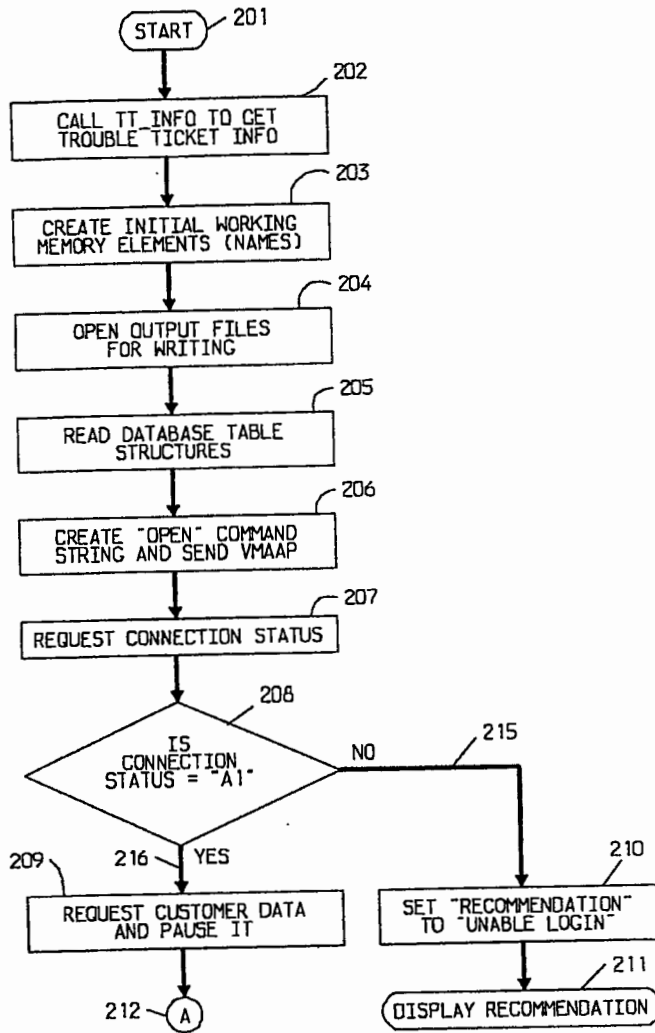 START
201
202
CALL TT_INFO TO GET
TROUBLE TICKET INFO
203
CREATE INITIAL WORKING
MEMORY ELEMENTS (NAMES)
204
OPEN OUTPUT FILES
FOR WRITING
205
READ DATABASE TABLE
STRUCTURES
206
CREATE "OPEN" COMMAND
STRING AND SEND VMAAP
207
REQUEST CONNECTION STATUS
208
IS
CONNECTION
STATUS = "A1"
NO
215
216
YES
209
REQUEST CUSTOMER DATA
AND PAUSE IT
210
SET "RECOMMENDATION"
TO "UNABLE LOGIN"
211
212
A
DISPLAY RECOMMENDATION